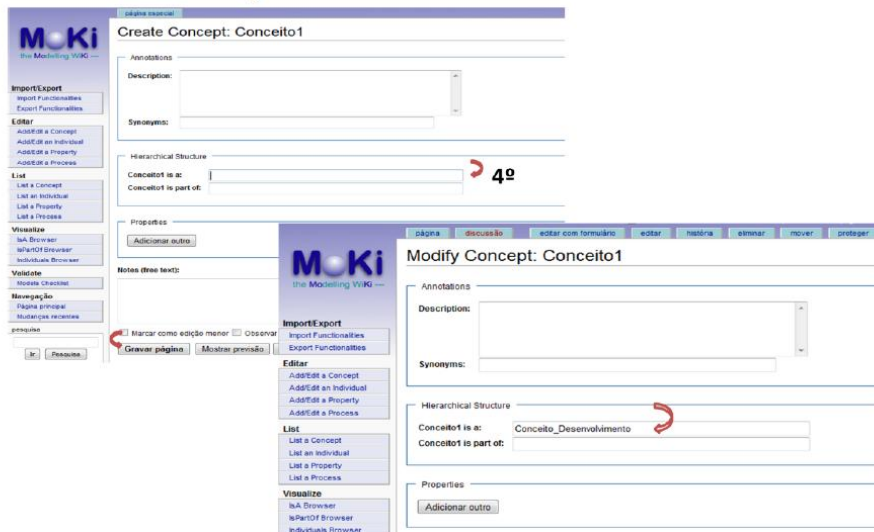 página especial
MoKi
the Modelling WiKi —
Create Concept: Conceito1
Annotations
Description:
Synonyms:
Hierarchical Structure
Conceito1 is a:
4º
Conceito1 is part of:
Properties
Adicionar outro
Notes (free text):
Marcar como edição menor Observar
Gravar página Mostrar previsão
Import/Export
Import Functionalities
Export Functionalities
Editar
Add/Edit a Concept
Add/Edit an Individual
Add/Edit a Property
Add/Edit a Process
List
List a Concept
List an Individual
List a Property
List a Process
Visualize
IsA Browser
IsPartOf Browser
Individuals Browser
Validate
Models Checklist
Navegação
Página principal
Mudanças recentes
pesquisa
Ir Pesquisa
página discussão editar com formulário editar história eliminar mover proteger
MoKi
the Modelling WiKi —
Modify Concept: Conceito1
Annotations
Description:
Synonyms:
Hierarchical Structure
Conceito1 is a: Conceito_Desenvolvimento
Conceito1 is part of:
Properties
Adicionar outro
Import/Export
Import Functionalities
Export Functionalities
Editar
Add/Edit a Concept
Add/Edit an Individual
Add/Edit a Property
Add/Edit a Process
List
List a Concept
List an Individual
List a Property
List a Process
Visualize
IsA Browser
IsPartOf Browser
Individuals Browser